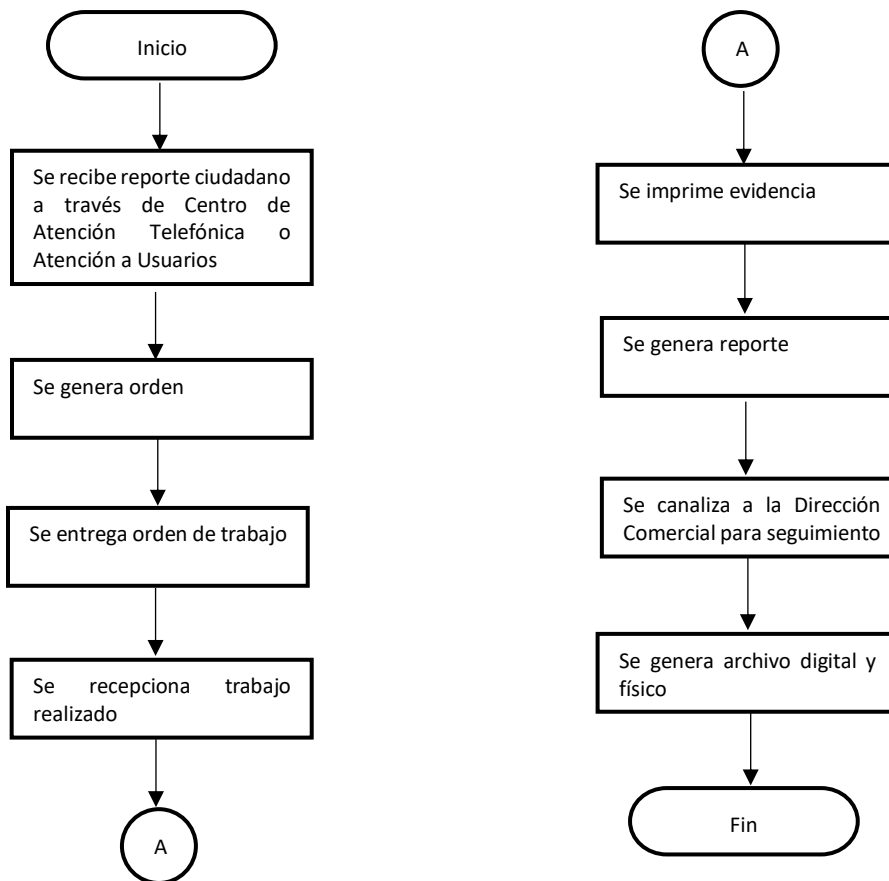 Inicio
Se recibe reporte ciudadano
a través de Centro de
Atención Telefónica o
Atención a Usuarios
Se genera orden
Se entrega orden de trabajo
Se recepciona trabajo
realizado
A
A
Se imprime evidencia
Se genera reporte
Se canaliza a la Dirección
Comercial para seguimiento
Se genera archivo digital y
físico
Fin